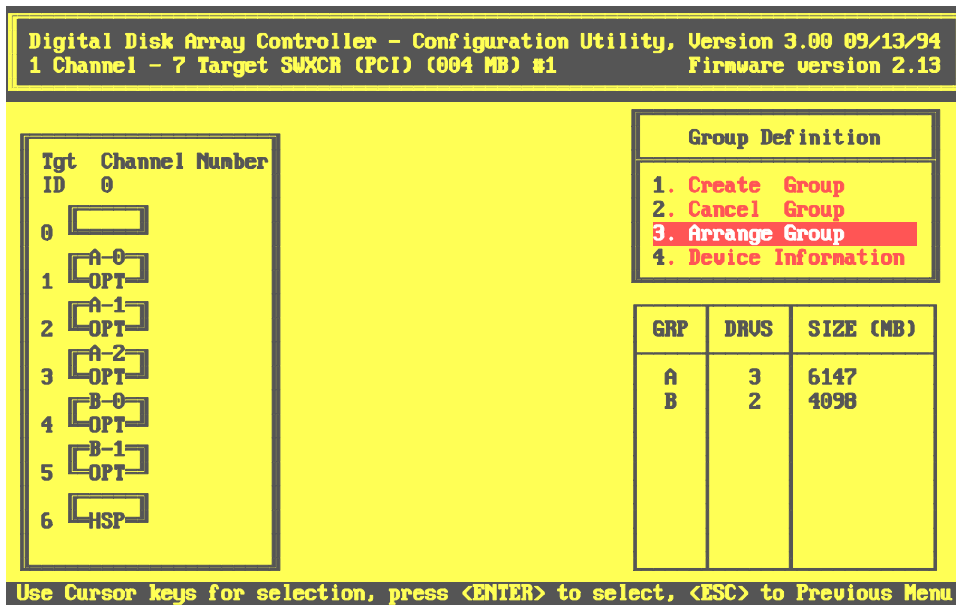 Digital Disk Array Controller – Configuration Utility, Version 3.00 09/13/94
1 Channel – 7 Target SWXCR (PCI) (004 MB) #1 Firmware version 2.13
Tgt Channel Number
ID 0
0
A-0
1 OPT
A-1
2 OPT
A-2
3 OPT
B-0
4 OPT
B-1
5 OPT
6 HSP
Group Definition
1. Create Group
2. Cancel Group
3. Arrange Group
4. Device Information
GRP DRVS SIZE (MB)
A 3 6147
B 2 4098
Use Cursor keys for selection, press <ENTER> to select, <ESC> to Previous Menu